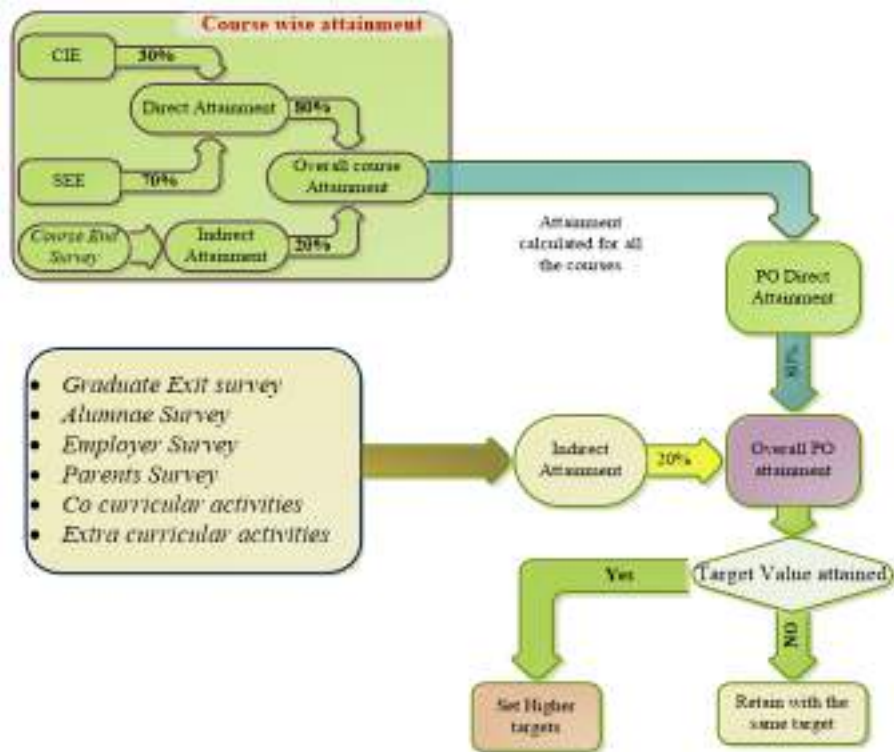 Course wise attainment
CIE
30%
Direct Attainment
80%
SEE
70%
Overall course
Attainment
Course End
Survey
Indirect
Attainment
20%
Attainment
calculated for all
the courses
PO Direct
Attainment
80%
• Graduate Exit survey
• Alumnae Survey
• Employer Survey
• Parents Survey
• Co curricular activities
• Extra curricular activities
Indirect
Attainment
20%
Overall PO
attainment
Target Value attained
Yes
NO
Set Higher
targets
Retain with the
same target